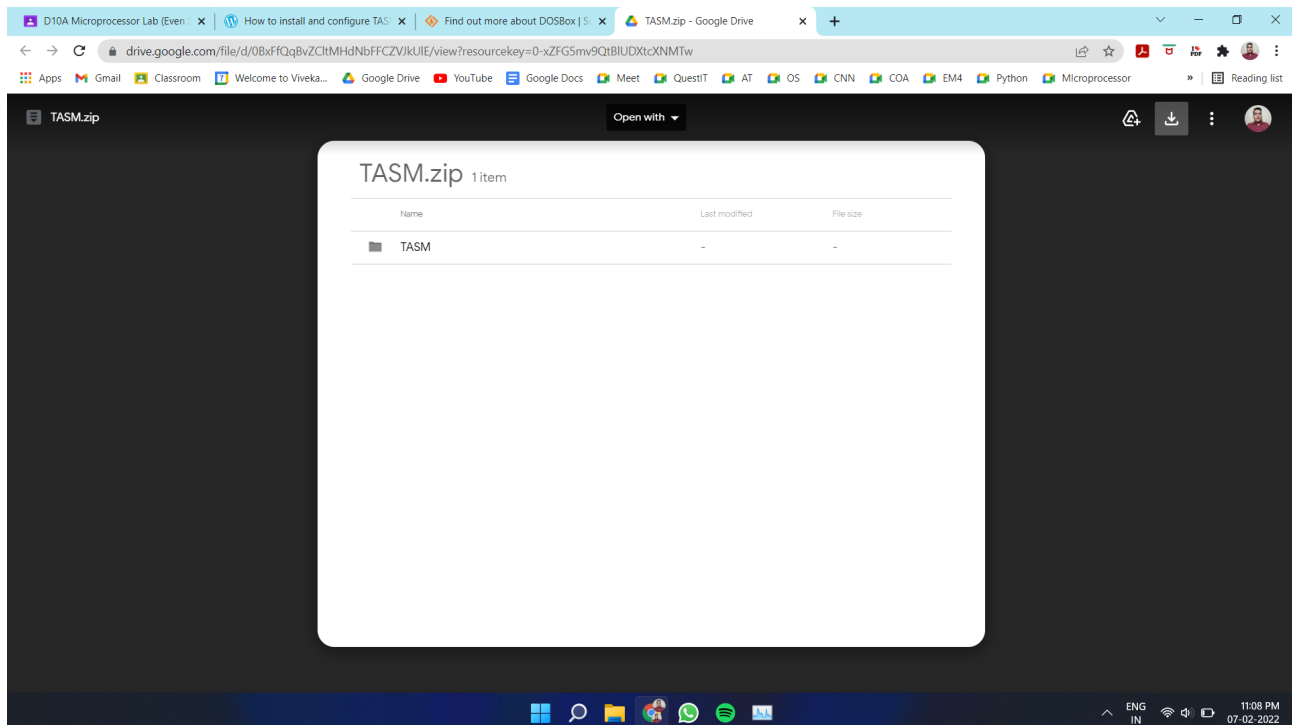 D10A Microprocessor Lab (Even S
How to install and configure TAS
Find out more about DOSBox | S
TASM.zip - Google Drive
drive.google.com/file/d/0BxFfQqBvZCltMHdNbFFCZVJkUlE/view?resourcekey=0-xZFG5mv9QtBlUDXtcXNMTw
Apps Gmail Classroom Welcome to Viveka... Google Drive YouTube Google Docs Meet QuestIT AT OS CNN COA EM4 Python MIcroprocessor » Reading list
TASM.zip
Open with
TASM.zip 1 item
Name Last modified File size
TASM - -
ENG 11:08 PM
IN 07-02-2022